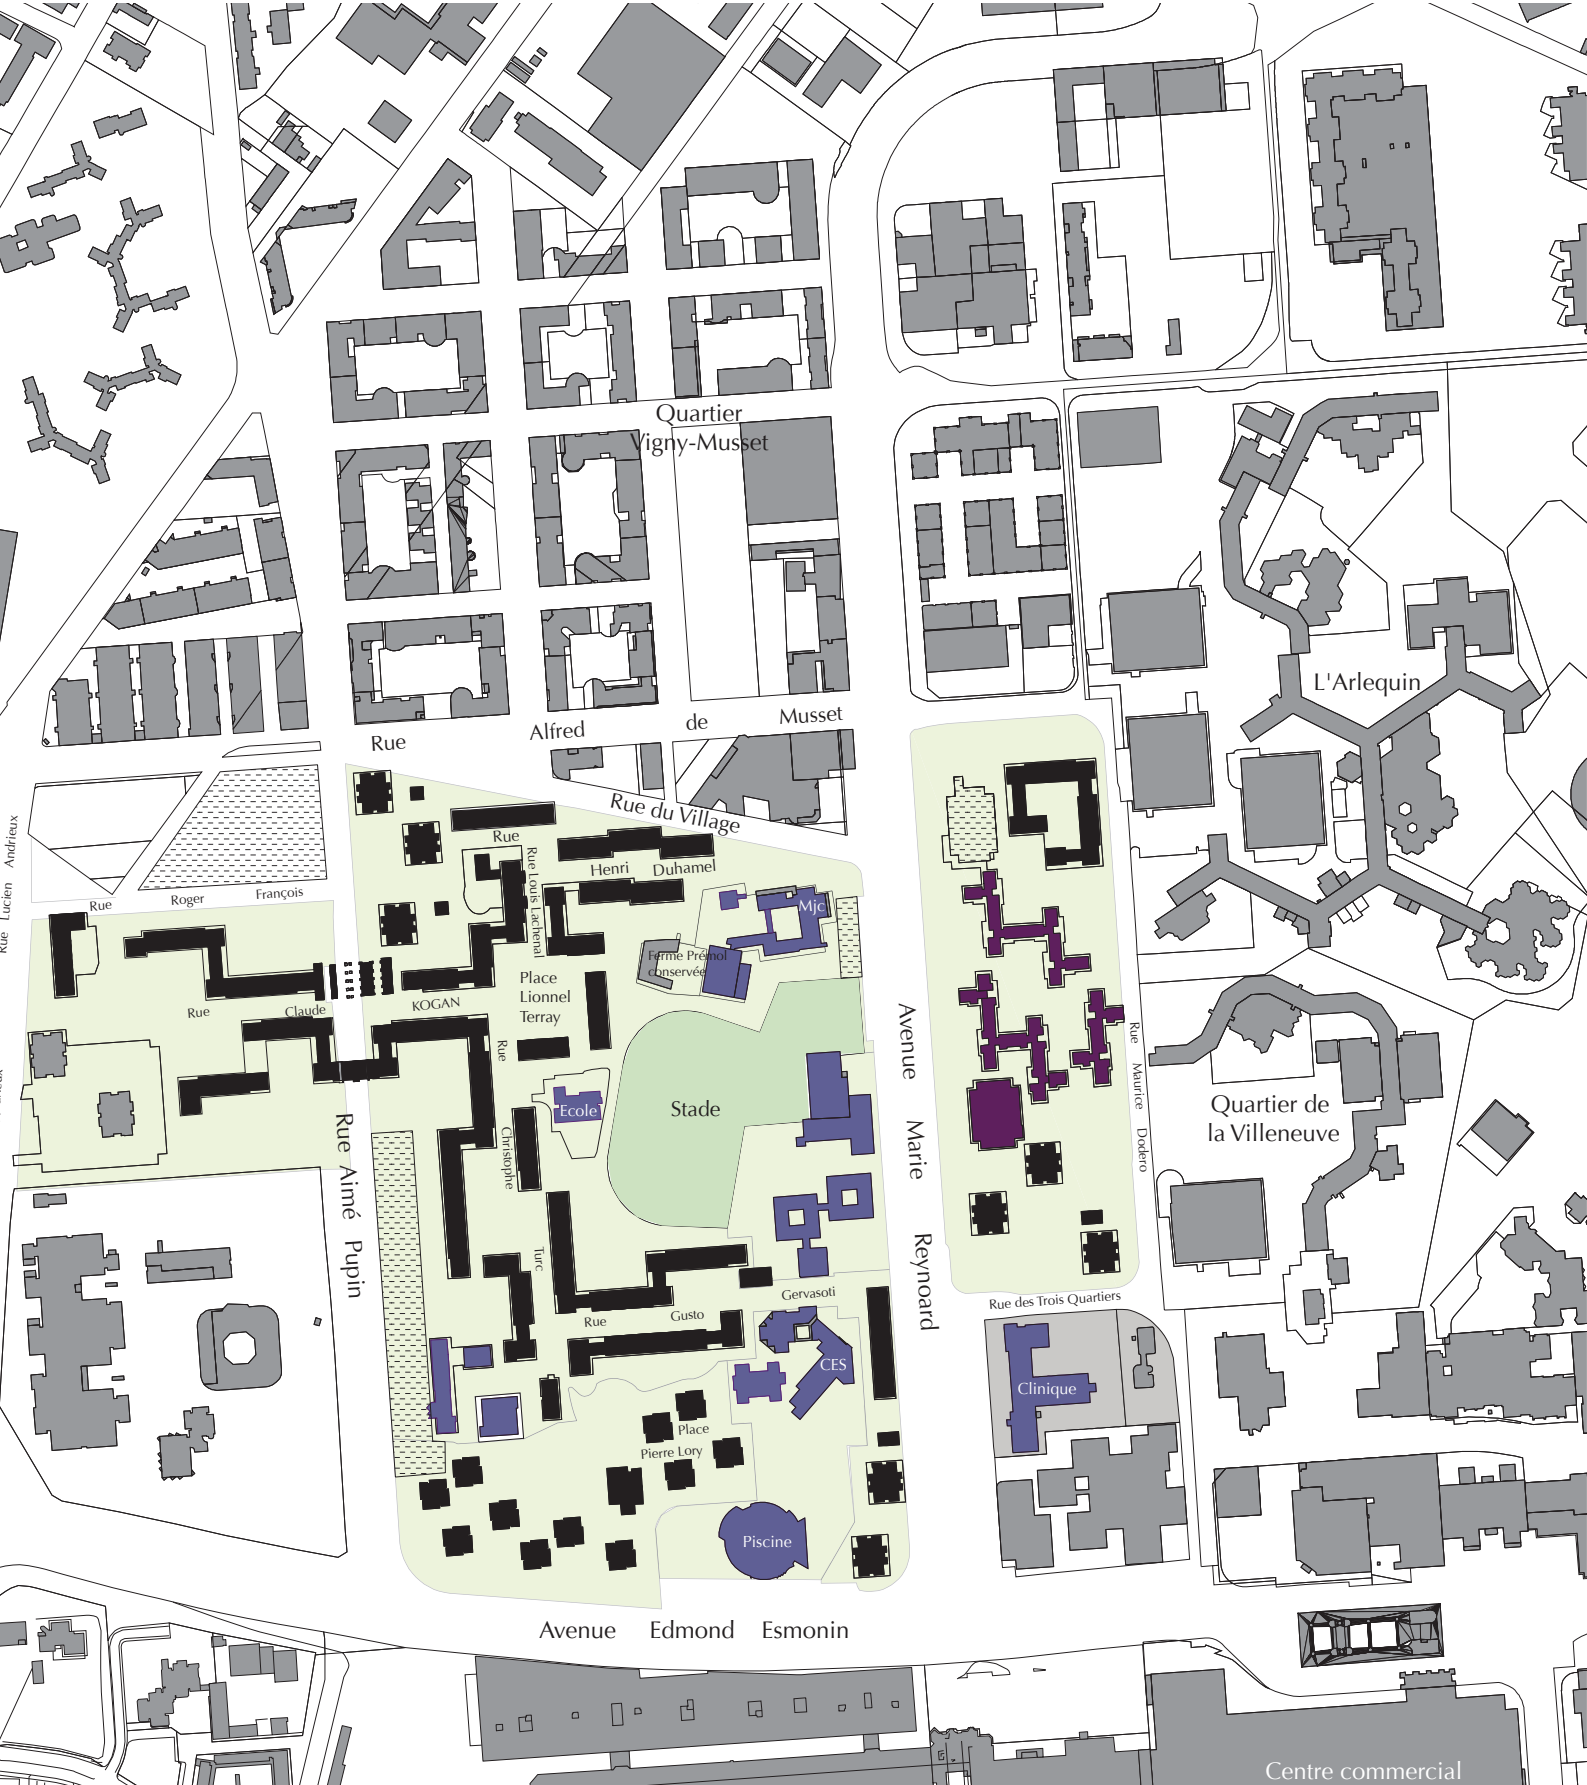 Quartier
Vigny-Musset
L'Arlequin
Rue Alfred de Musset
Rue du Village
Rue Lucien Andrieux
Rue Roger François
Rue Henri Duhamel
Rue Louis Lachenal
Mjc
Ferme Prémol
conservée
Place
Lionnel
Terray
Rue Claude KOGAN
Rue Christophe Turc
Ecole
Stade
Avenue Marie Reynoard
Rue Maurice Dodero
Quartier de
la Villeneuve
Rue Aimé Pupin
Rue Gusto Gervasoti
Rue des Trois Quartiers
CES
Clinique
Place
Pierre Lory
Piscine
Avenue Edmond Esmonin
Centre commercial